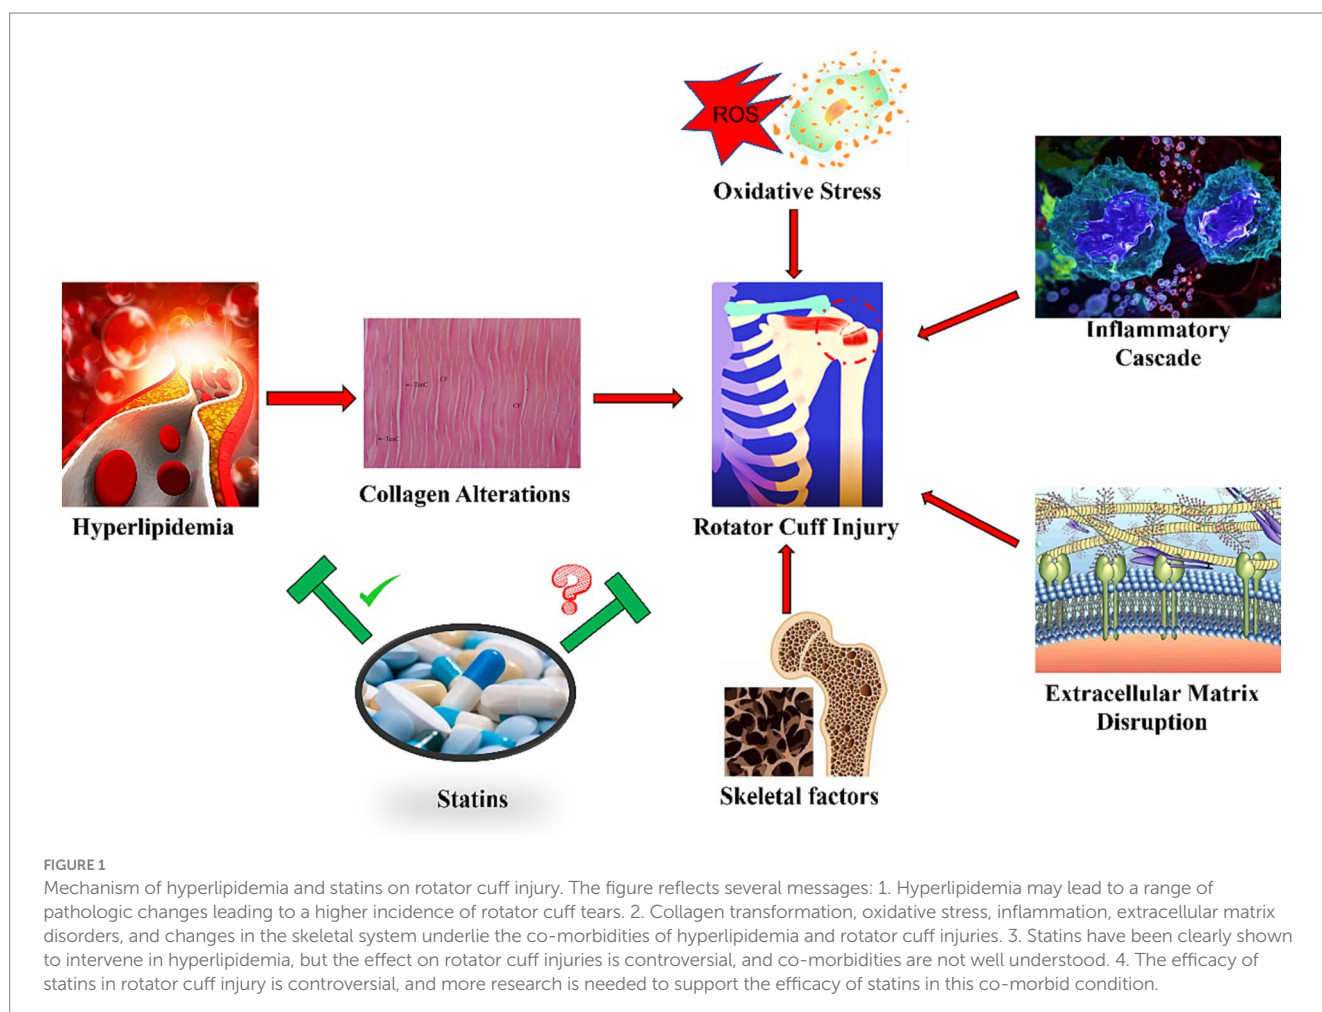 ROS
Oxidative Stress
Inflammatory
Cascade
TenC
CF
CF
TenC
Hyperlipidemia
Collagen Alterations
Rotator Cuff Injury
Extracellular Matrix
Disruption
Statins
Skeletal factors
FIGURE 1
Mechanism of hyperlipidemia and statins on rotator cuff injury. The figure reflects several messages: 1. Hyperlipidemia may lead to a range of
pathologic changes leading to a higher incidence of rotator cuff tears. 2. Collagen transformation, oxidative stress, inflammation, extracellular matrix
disorders, and changes in the skeletal system underlie the co-morbidities of hyperlipidemia and rotator cuff injuries. 3. Statins have been clearly shown
to intervene in hyperlipidemia, but the effect on rotator cuff injuries is controversial, and co-morbidities are not well understood. 4. The efficacy of
statins in rotator cuff injury is controversial, and more research is needed to support the efficacy of statins in this co-morbid condition.